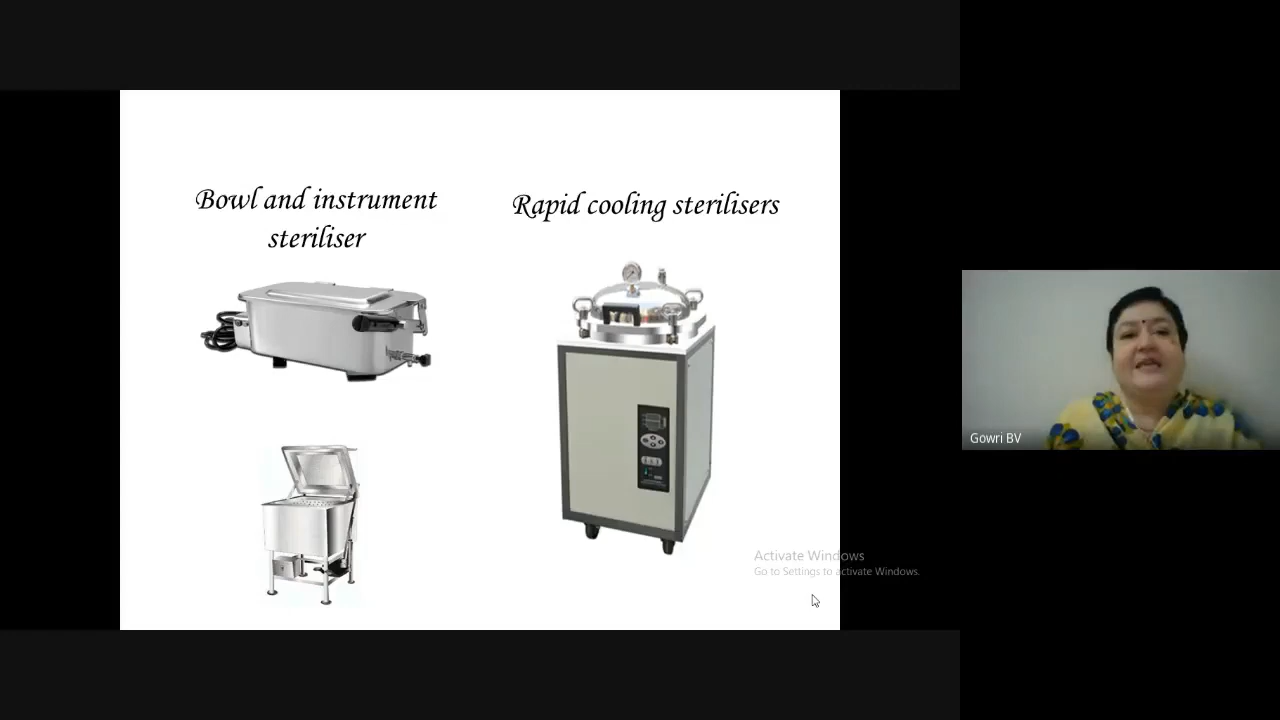 Bowl and instrument
steriliser
Rapid cooling sterilisers
Gowri BV
Activate Windows
Go to Settings to activate Windows.